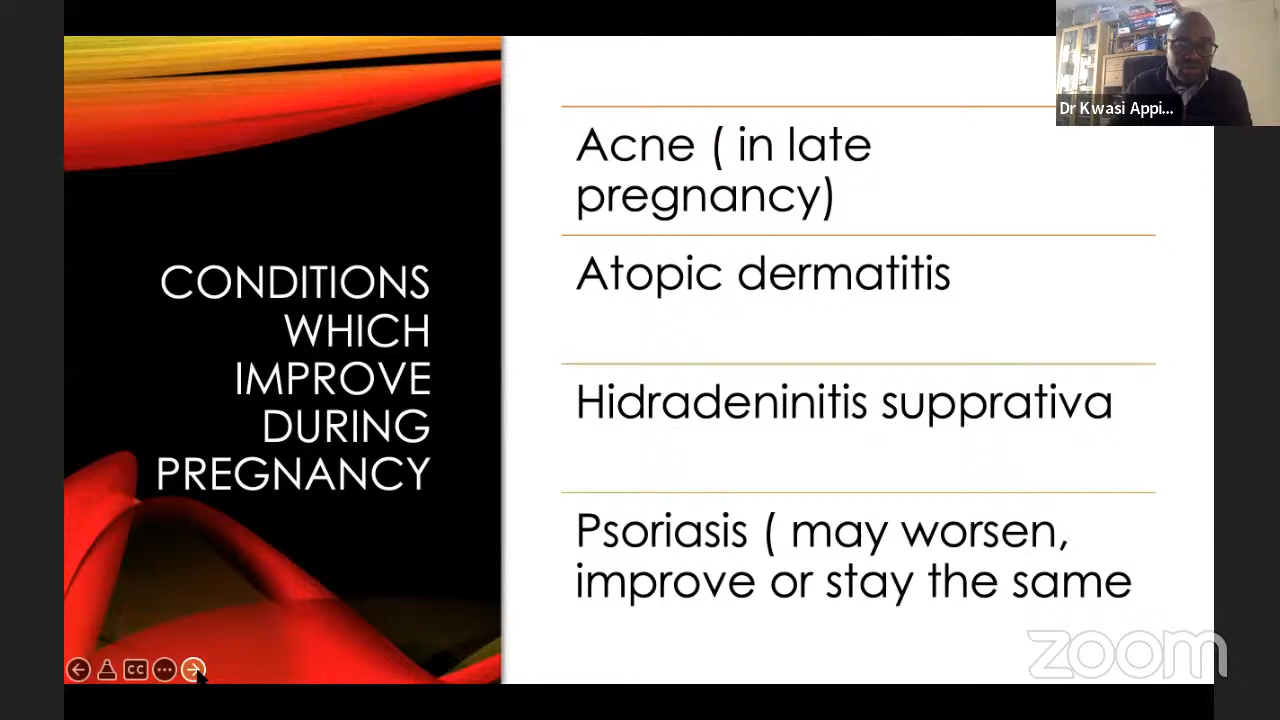 Dr Kwasi Appi...
Acne ( in late
pregnancy)
Atopic dermatitis
Hidradeninitis supprativa
Psoriasis ( may worsen,
improve or stay the same
CONDITIONS
WHICH
IMPROVE
DURING
PREGNANCY
CC
zoom